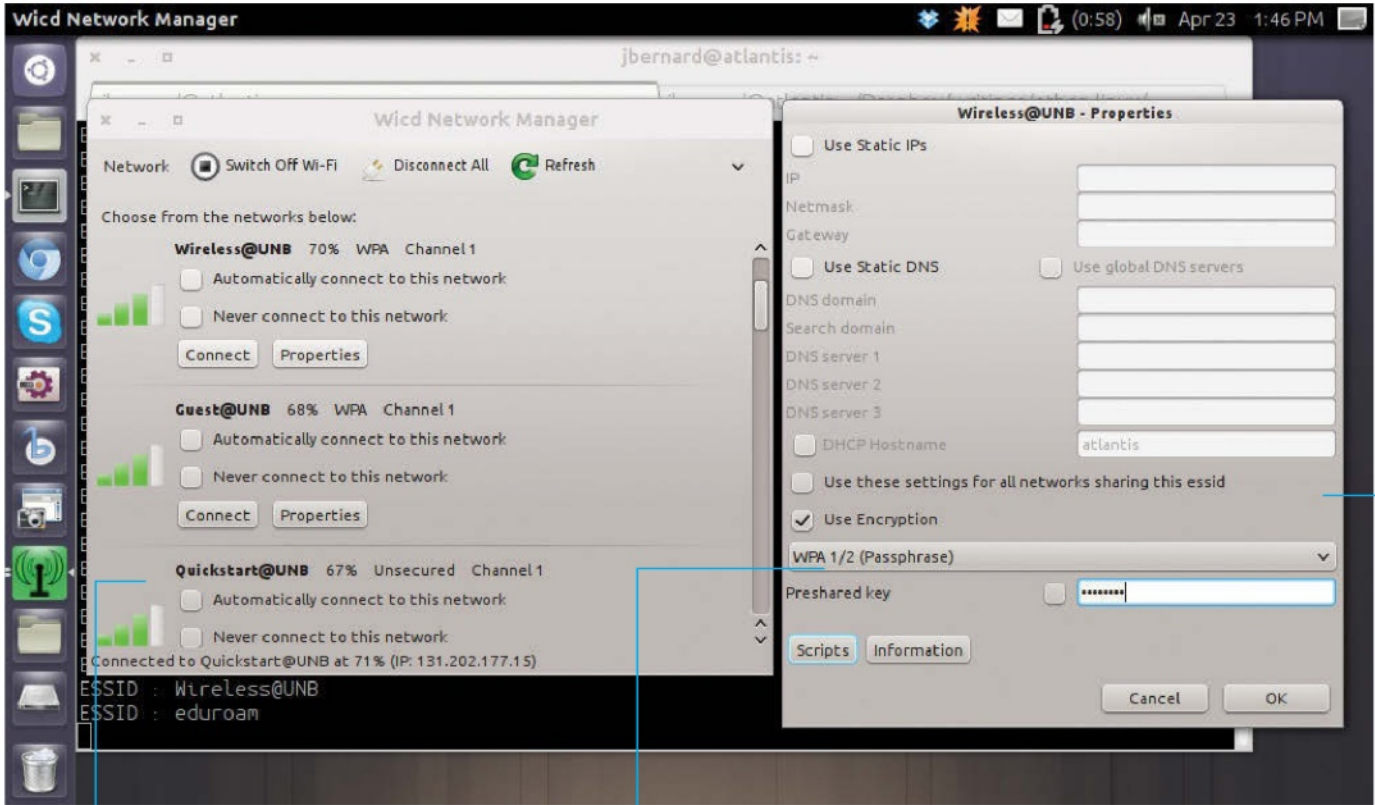 Wicd Network Manager
(0:58) Apr 23 1:46 PM
jbernard@atlantis: ~
Wicd Network Manager
Network Switch Off Wi-Fi Disconnect All Refresh
Choose from the networks below:
Wireless@UNB 70% WPA Channel 1
Automatically connect to this network
Never connect to this network
Connect Properties
Guest@UNB 68% WPA Channel 1
Automatically connect to this network
Never connect to this network
Connect Properties
Quickstart@UNB 67% Unsecured Channel 1
Automatically connect to this network
Never connect to this network
Connected to Quickstart@UNB at 71% (IP: 131.202.177.15)
ESSID : Wireless@UNB
ESSID : eduroam
Wireless@UNB - Properties
Use Static IPs
IP
Netmask
Gateway
Use Static DNS Use global DNS servers
DNS domain
Search domain
DNS server 1
DNS server 2
DNS server 3
DHCP Hostname atlantis
Use these settings for all networks sharing this essid
Use Encryption
WPA 1/2 (Passphrase)
Preshared key ••••••••
Scripts Information
Cancel OK